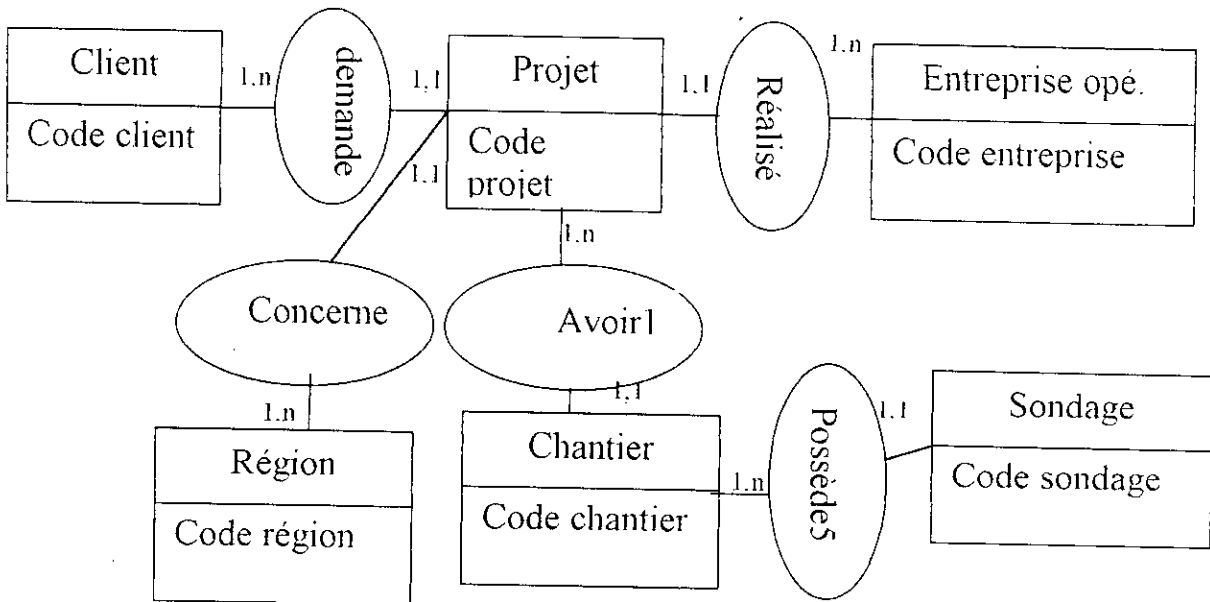 Client
Code client
1.n
demande
1,1
Projet
Code
projet
1,1
Réalisé
1.n
Entreprise opé.
Code entreprise
1,1
Concerne
1.n
Région
Code région
1.n
Avoir1
1,1
Chantier
Code chantier
1.n
Possède5
1,1
Sondage
Code sondage